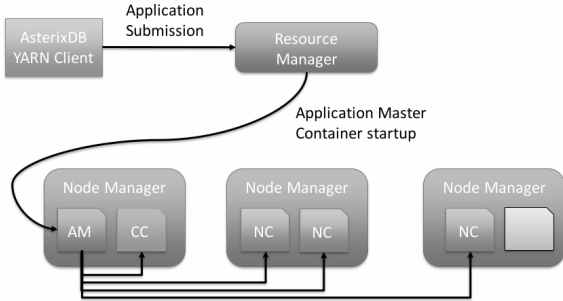 Application
Submission
AsterixDB
YARN Client
Resource
Manager
Application Master
Container startup
Node Manager
Node Manager
Node Manager
AM
CC
NC
NC
NC